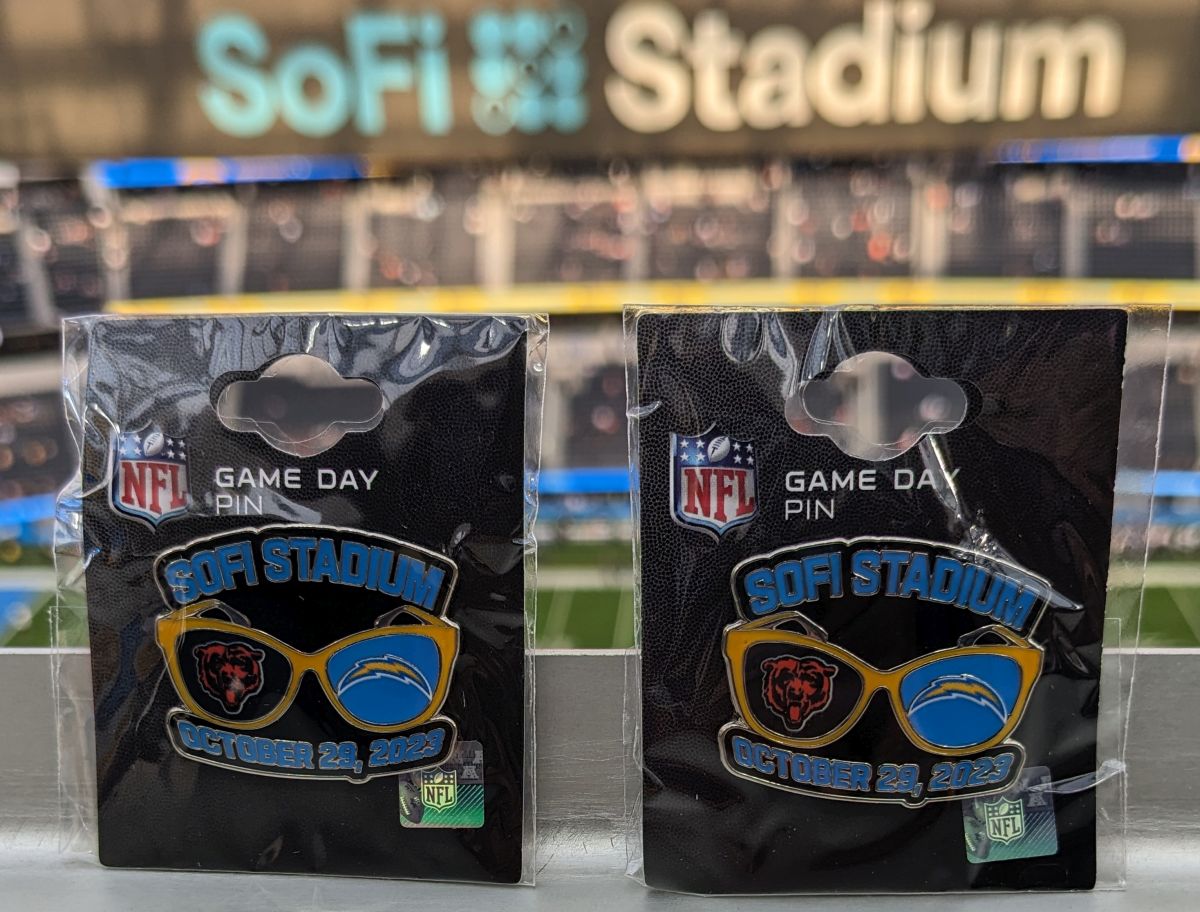 SoFi Stadium
NFL
GAME DAY
PIN
SOFI STADIUM
OCTOBER 29, 2023
NFL
NFL
GAME DAY
PIN
SOFI STADIUM
OCTOBER 29, 2023
NFL